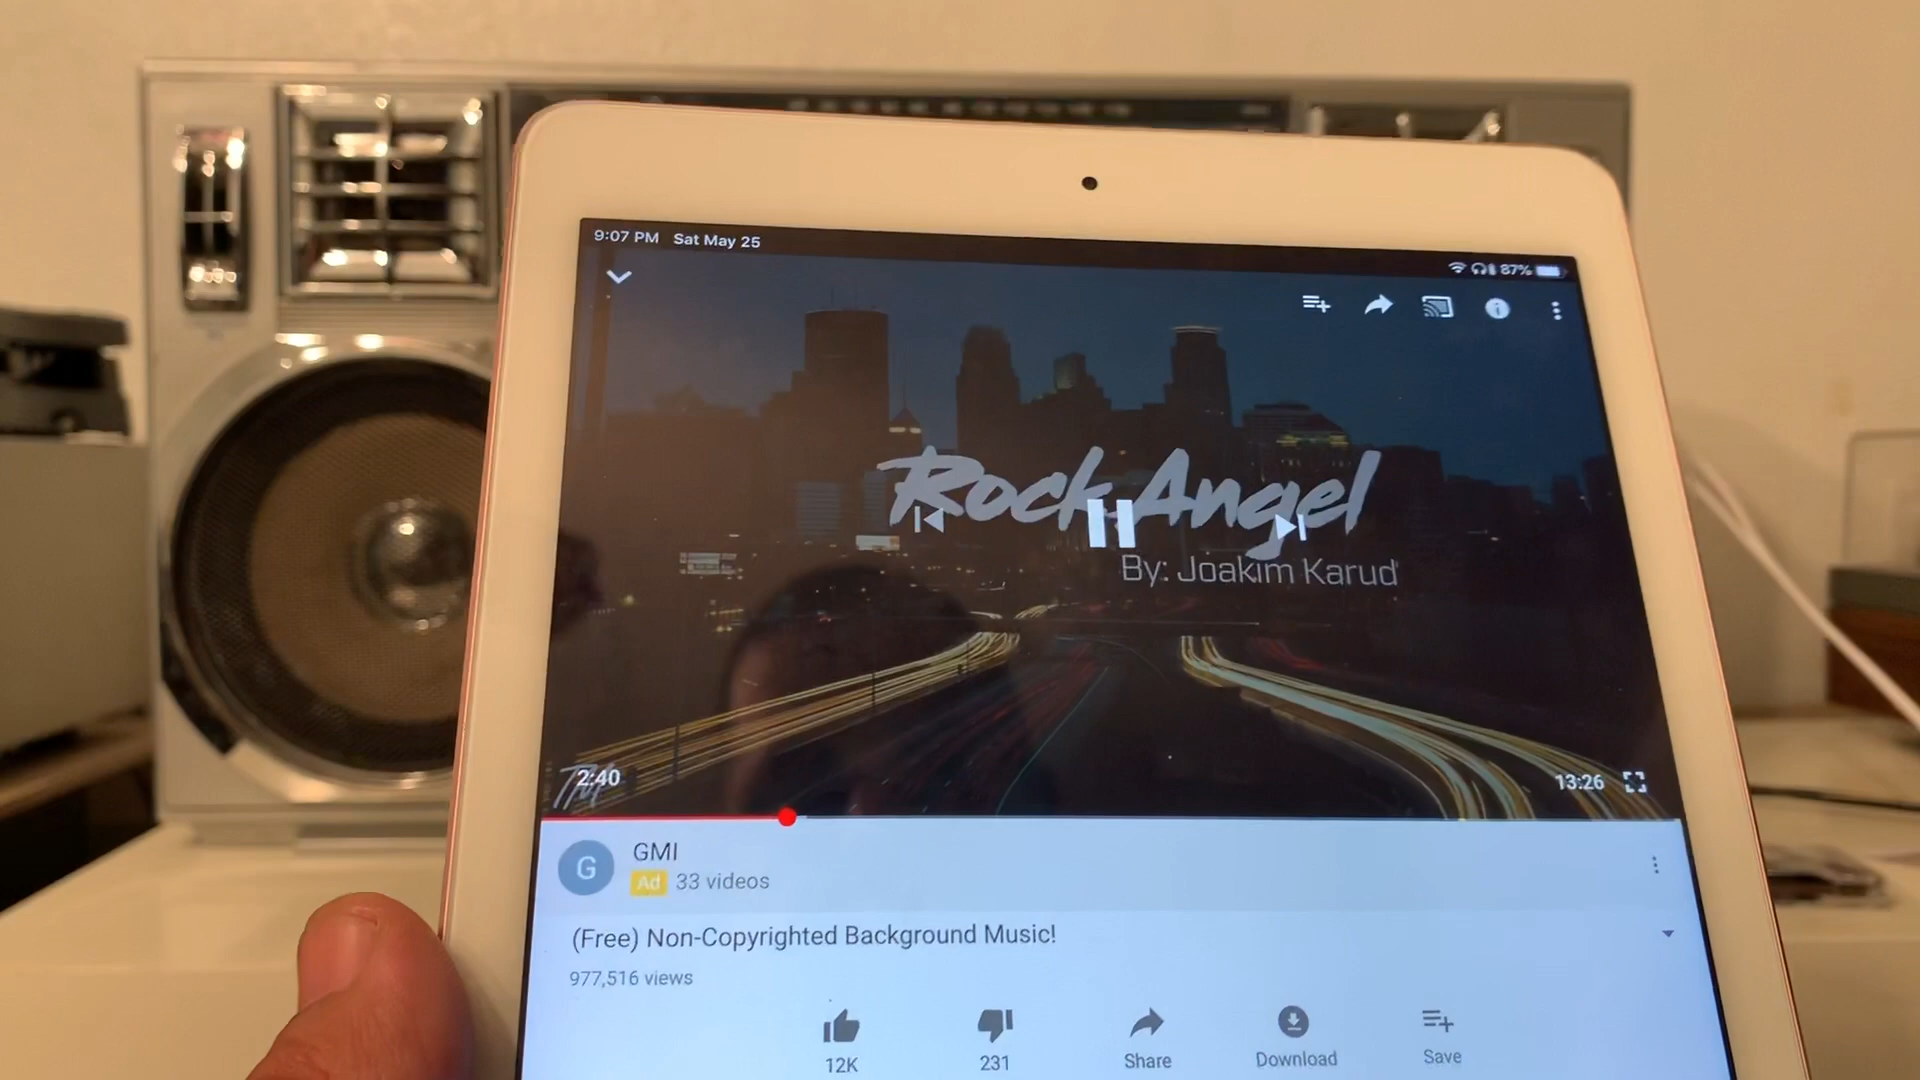 9:07 PM Sat May 25
87%
Rock Angel
By: Joakim Karud
2:40
13:26
G
GMI
Ad 33 videos
(Free) Non-Copyrighted Background Music!
977,516 views
12K
231
Share
Download
Save